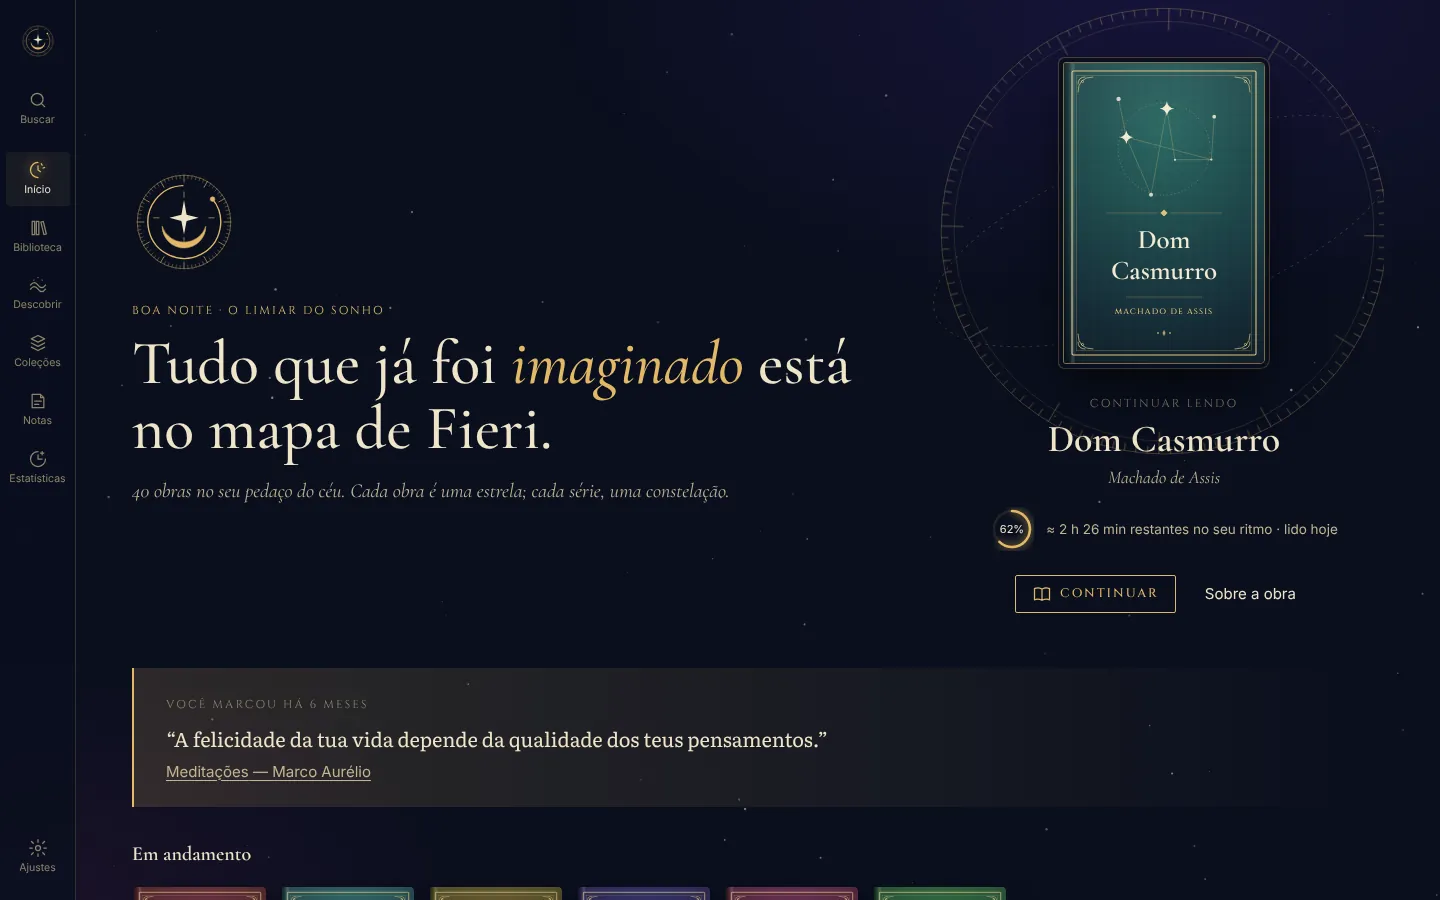 Buscar
Início
Biblioteca
Descobrir
Coleções
Notas
Estatísticas
Ajustes
BOA NOITE · O LIMIAR DO SONHO
Tudo que já foi imaginado está
no mapa de Fieri.
40 obras no seu pedaço do céu. Cada obra é uma estrela; cada série, uma constelação.
Dom
Casmurro
MACHADO DE ASSIS
CONTINUAR LENDO
Dom Casmurro
Machado de Assis
62%
≈ 2 h 26 min restantes no seu ritmo · lido hoje
CONTINUAR
Sobre a obra
VOCÊ MARCOU HÁ 6 MESES
“A felicidade da tua vida depende da qualidade dos teus pensamentos.”
Meditações — Marco Aurélio
Em andamento